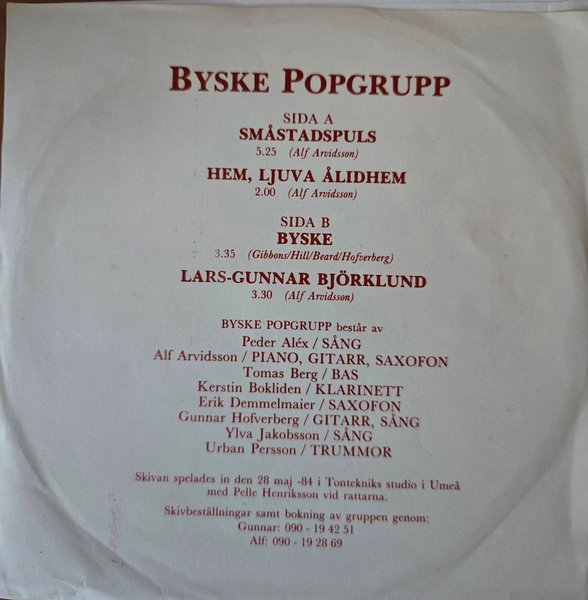 BYSKE POPGRUPP
SIDA A
SMÅSTADSPULS
5.25 (Alf Arvidsson)
HEM, LJUVA ÅLIDHEM
2.00 (Alf Arvidsson)
SIDA B
BYSKE
3.35 (Gibbons/Hill/Beard/Hofverberg)
LARS-GUNNAR BJÖRKLUND
3.30 (Alf Arvidsson)
BYSKE POPGRUPP består av
Peder Aléx / SÅNG
Alf Arvidsson / PIANO, GITARR, SAXOFON
Tomas Berg / BAS
Kerstin Bokliden / KLARINETT
Erik Demmelmaier / SAXOFON
Gunnar Hofverberg / GITARR, SÅNG
Ylva Jakobsson / SÅNG
Urban Persson / TRUMMOR
Skivan spelades in den 28 maj -84 i Tontekniks studio i Umeå
med Pelle Henriksson vid rattarna.
Skivbeställningar samt bokning av gruppen genom:
Gunnar: 090 - 19 42 51
Alf: 090 - 19 28 69